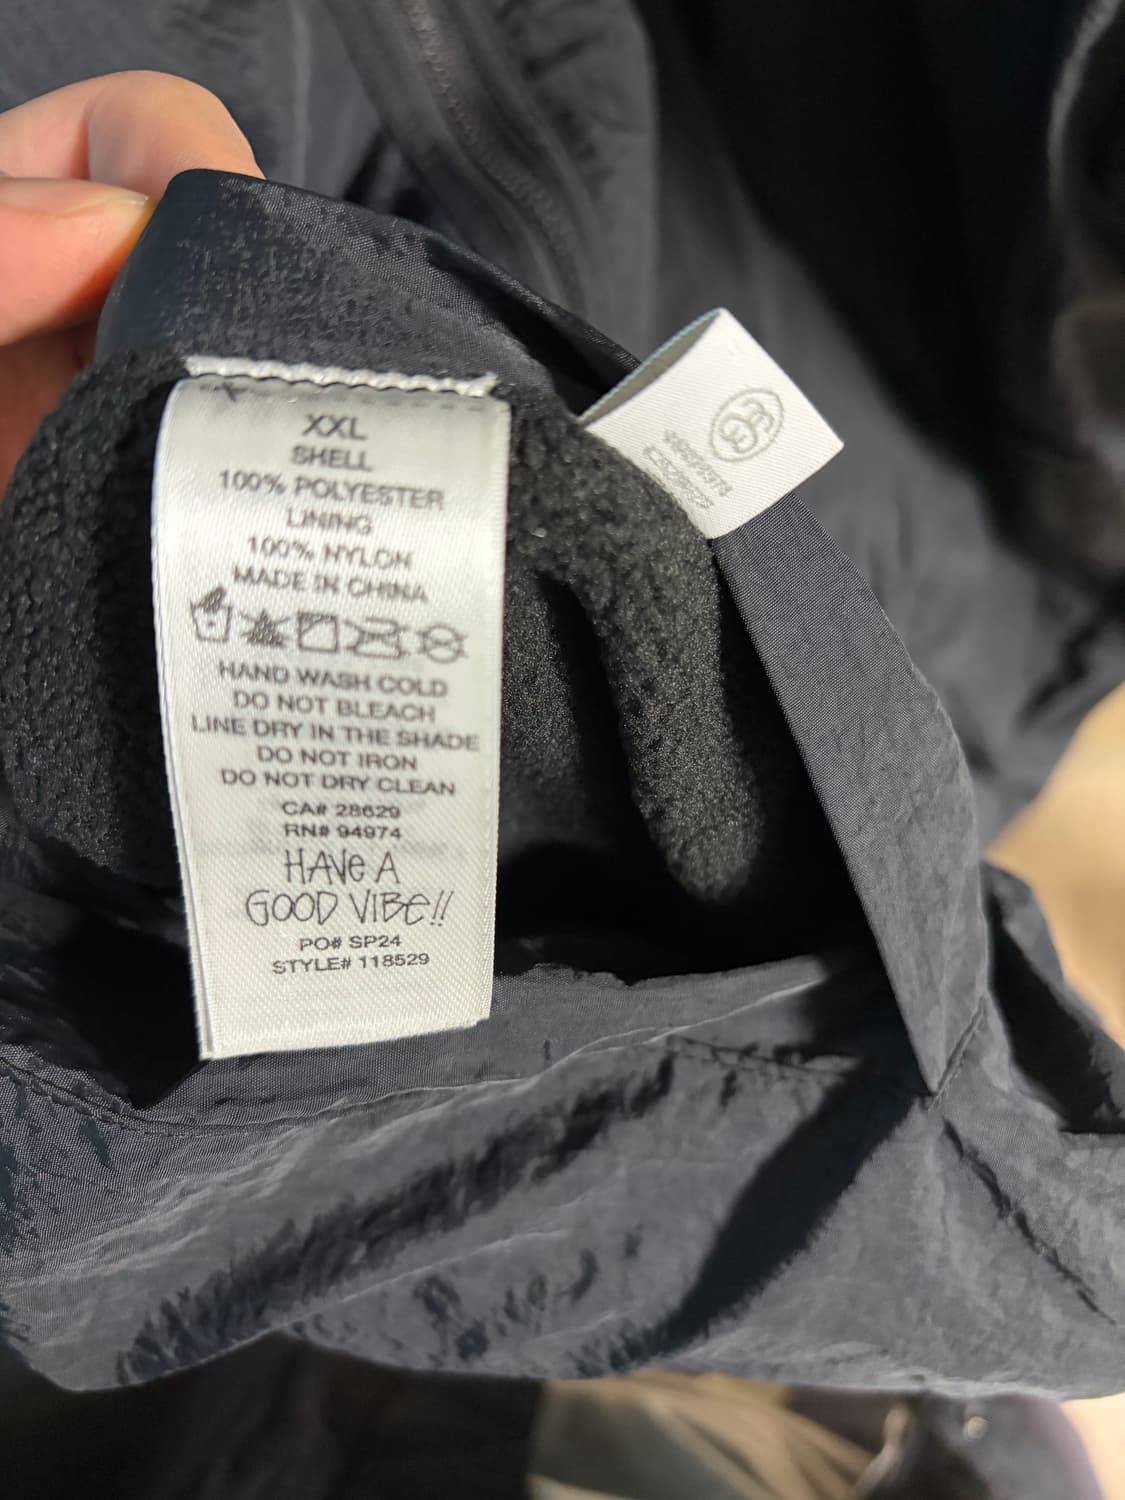 XXL
SHELL
100% POLYESTER
LINING
100% NYLON
MADE IN CHINA
HAND WASH COLD
DO NOT BLEACH
LINE DRY IN THE SHADE
DO NOT IRON
DO NOT DRY CLEAN
CA# 28629
RN# 94974
HAVE A
GOOD VIBE!!
PO# SP24
STYLE# 118529